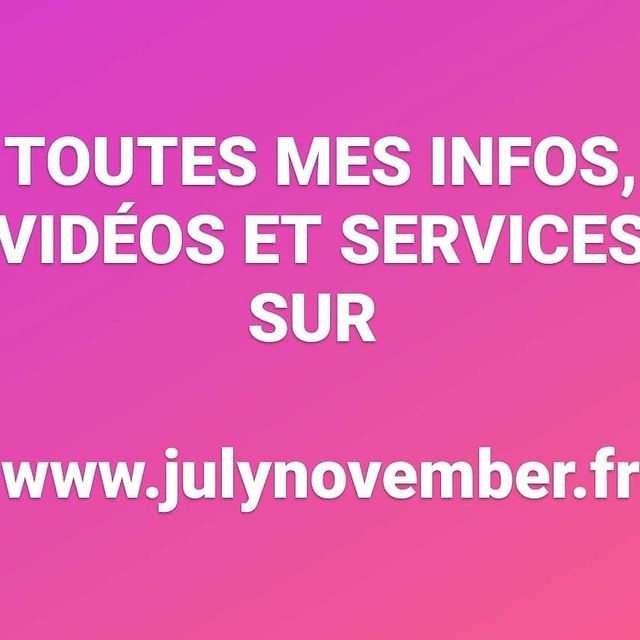 TOUTES MES INFOS,
VIDÉOS ET SERVICES
SUR
www.julynovember.fr